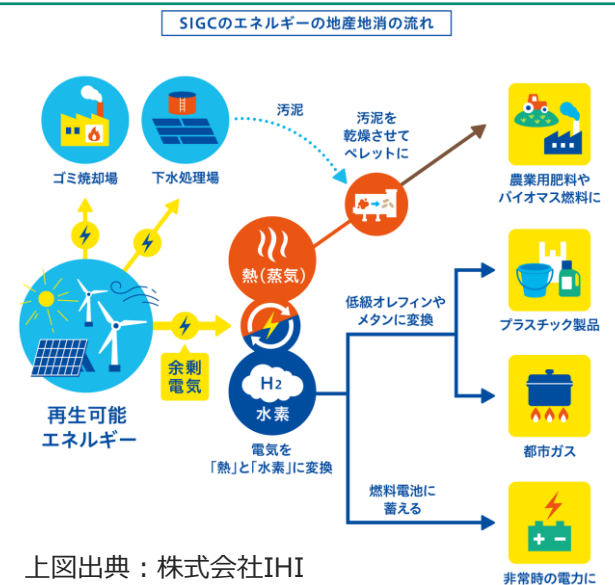 SIGCのエネルギーの地産地消の流れ
ゴミ焼却場
下水処理場
汚泥
汚泥を
乾燥させて
ペレットに
農業用肥料や
バイオマス燃料に
熱(蒸気)
余剰
電気
再生可能
エネルギー
H2
水素
電気を
「熱」と「水素」に変換
低級オレフィンや
メタンに変換
プラスチック製品
都市ガス
燃料電池に
蓄える
非常時の電力に
上図出典：株式会社IHI